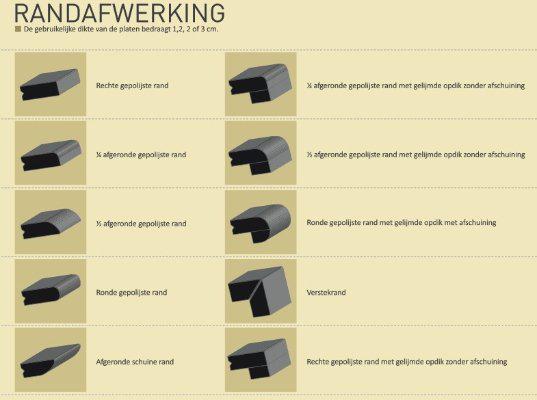 RANDAFWERKING
De gebruikelijke dikte van de platen bedraagt 1,2, 2 of 3 cm.
Rechte gepolijste rand
¼ afgeronde gepolijste rand met gelijmde opdik zonder afschuining
¼ afgeronde gepolijste rand
½ afgeronde gepolijste rand met gelijmde opdik zonder afschuining
½ afgeronde gepolijste rand
Ronde gepolijste rand met gelijmde opdik met afschuining
Ronde gepolijste rand
Verstekrand
Afgeronde schuine rand
Rechte gepolijste rand met gelijmde opdik zonder afschuining